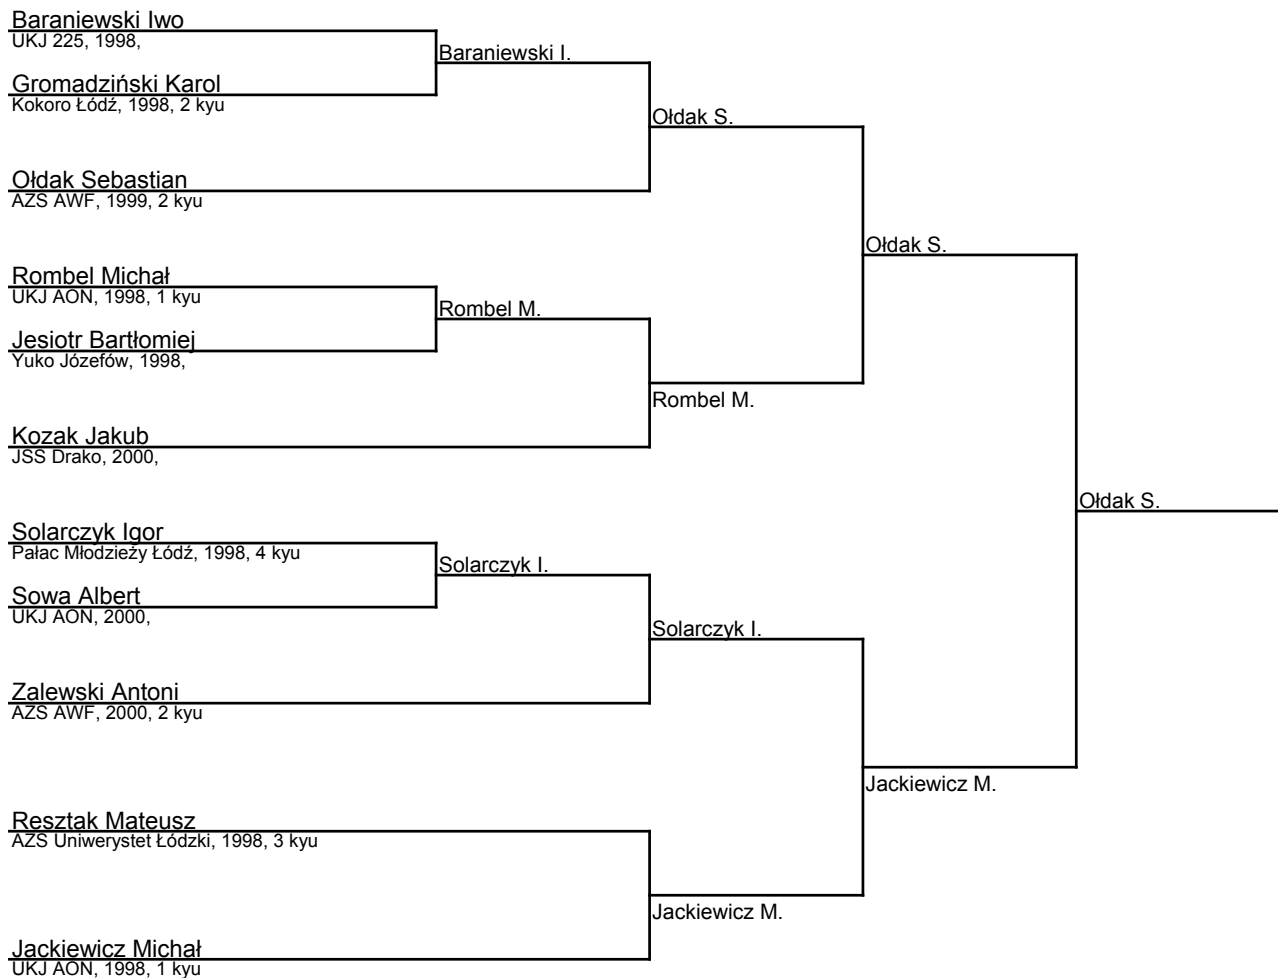 Baraniewski Iwo
UKJ 225, 1998,
Baraniewski I.
Gromadziński Karol
Kokoro Łódź, 1998, 2 kyu
Ołdak S.
Ołdak Sebastian
AZS AWF, 1999, 2 kyu
Ołdak S.
Rombel Michał
UKJ AON, 1998, 1 kyu
Rombel M.
Jesiotr Bartłomiej
Yuko Józefów, 1998,
Rombel M.
Kozak Jakub
JSS Drako, 2000,
Ołdak S.
Solarczyk Igor
Pałac Młodzieży Łódź, 1998, 4 kyu
Solarczyk I.
Sowa Albert
UKJ AON, 2000,
Solarczyk I.
Zalewski Antoni
AZS AWF, 2000, 2 kyu
Jackiewicz M.
Resztak Mateusz
AZS Uniwerystet Łódzki, 1998, 3 kyu
Jackiewicz M.
Jackiewicz Michał
UKJ AON, 1998, 1 kyu